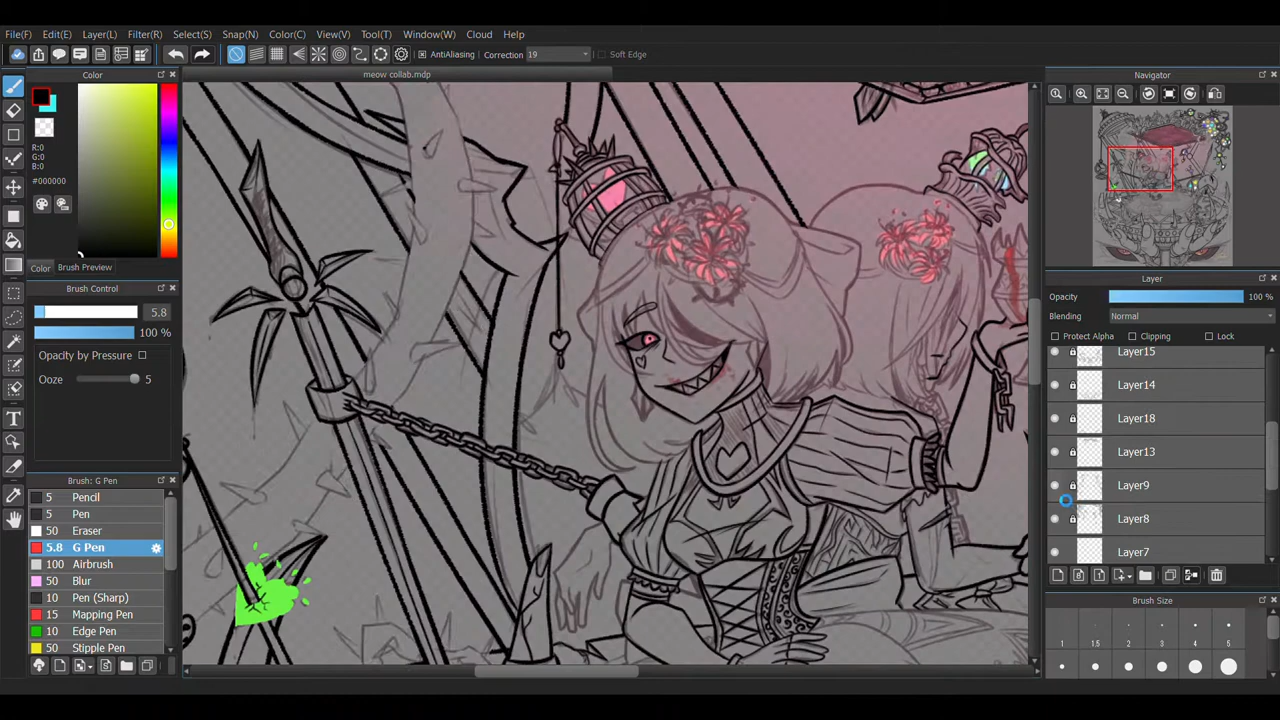 File(F) Edit(E) Layer(L) Filter(R) Select(S) Snap(N) Color(C) View(V) Tool(T) Window(W) Cloud Help
AntiAliasing Correction 19 Soft Edge
Color
meow collab.mdp
Navigator
R:0
G:0
B:0
#000000
Color Brush Preview
Brush Control
5.8
100 %
Opacity by Pressure
Ooze 5
Brush: G Pen
5 Pencil
5 Pen
50 Eraser
5.8 G Pen
100 Airbrush
50 Blur
10 Pen (Sharp)
15 Mapping Pen
10 Edge Pen
50 Stipple Pen
Layer
Opacity 100 %
Blending Normal
Protect Alpha Clipping Lock
Layer15
Layer14
Layer18
Layer13
Layer9
Layer8
Layer7
Brush Size
1 1.5 2 3 4 5